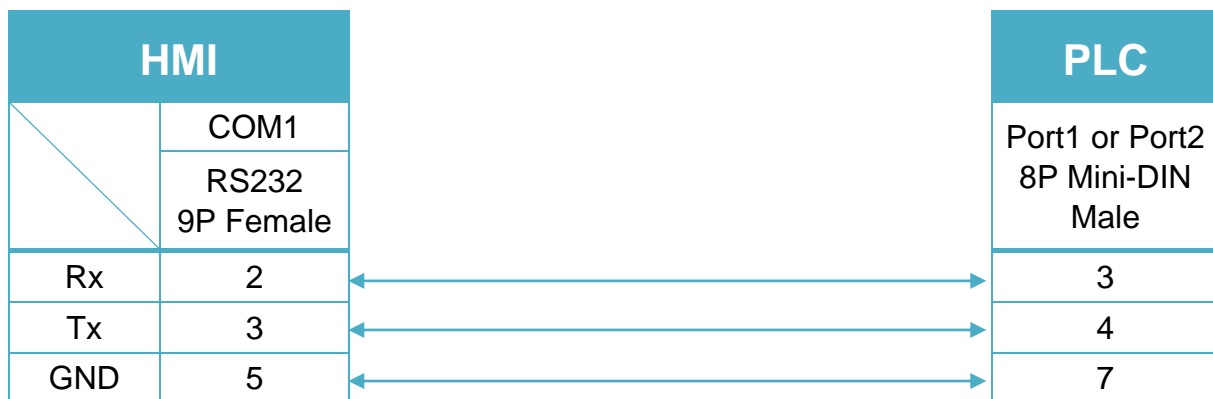 HMI
PLC
COM1
RS232
9P Female
Port1 or Port2
8P Mini-DIN
Male
Rx 2 3
Tx 3 4
GND 5 7